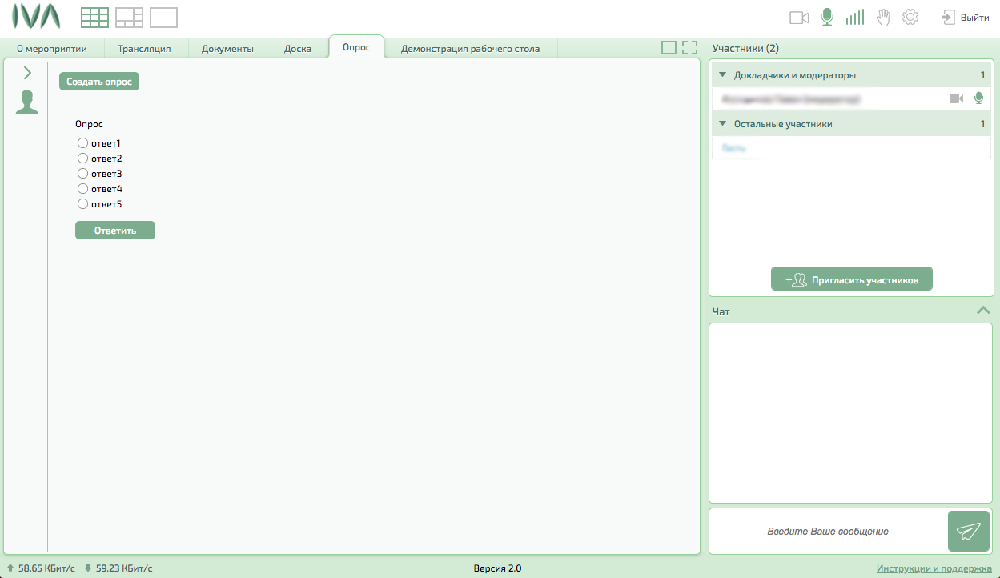 IVA
Выйти
О мероприятии
Трансляция
Документы
Доска
Опрос
Демонстрация рабочего стола
Участники (2)
Создать опрос
Докладчики и модераторы 1
Остальные участники 1
Опрос
ответ1
ответ2
ответ3
ответ4
ответ5
Ответить
Пригласить участников
Чат
Введите Ваше сообщение
58.65 КБит/с 59.23 КБит/с
Версия 2.0
Инструкции и поддержка